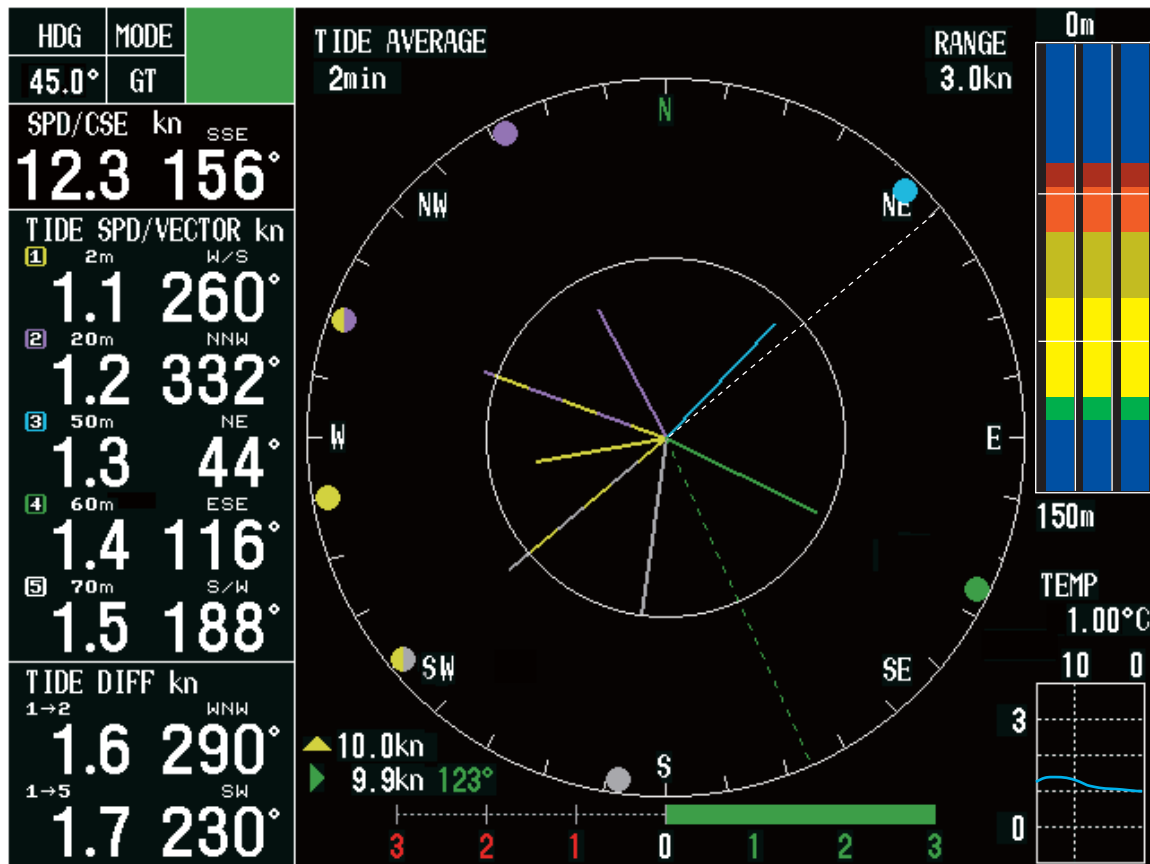 HDG MODE
45.0° GT
SPD/CSE kn
SSE
12.3 156°
TIDE SPD/VECTOR kn
1 2m W/S
1.1 260°
2 20m NNW
1.2 332°
3 50m NE
1.3 44°
4 60m ESE
1.4 116°
5 70m S/W
1.5 188°
TIDE DIFF kn
1→2 WNW
1.6 290°
1→5 SW
1.7 230°
TIDE AVERAGE
2min
RANGE
3.0kn
N
NW
NE
W
E
SW
SE
S
10.0kn
9.9kn 123°
3 2 1 0 1 2 3
0m
150m
TEMP
1.00°C
10 0
3
0